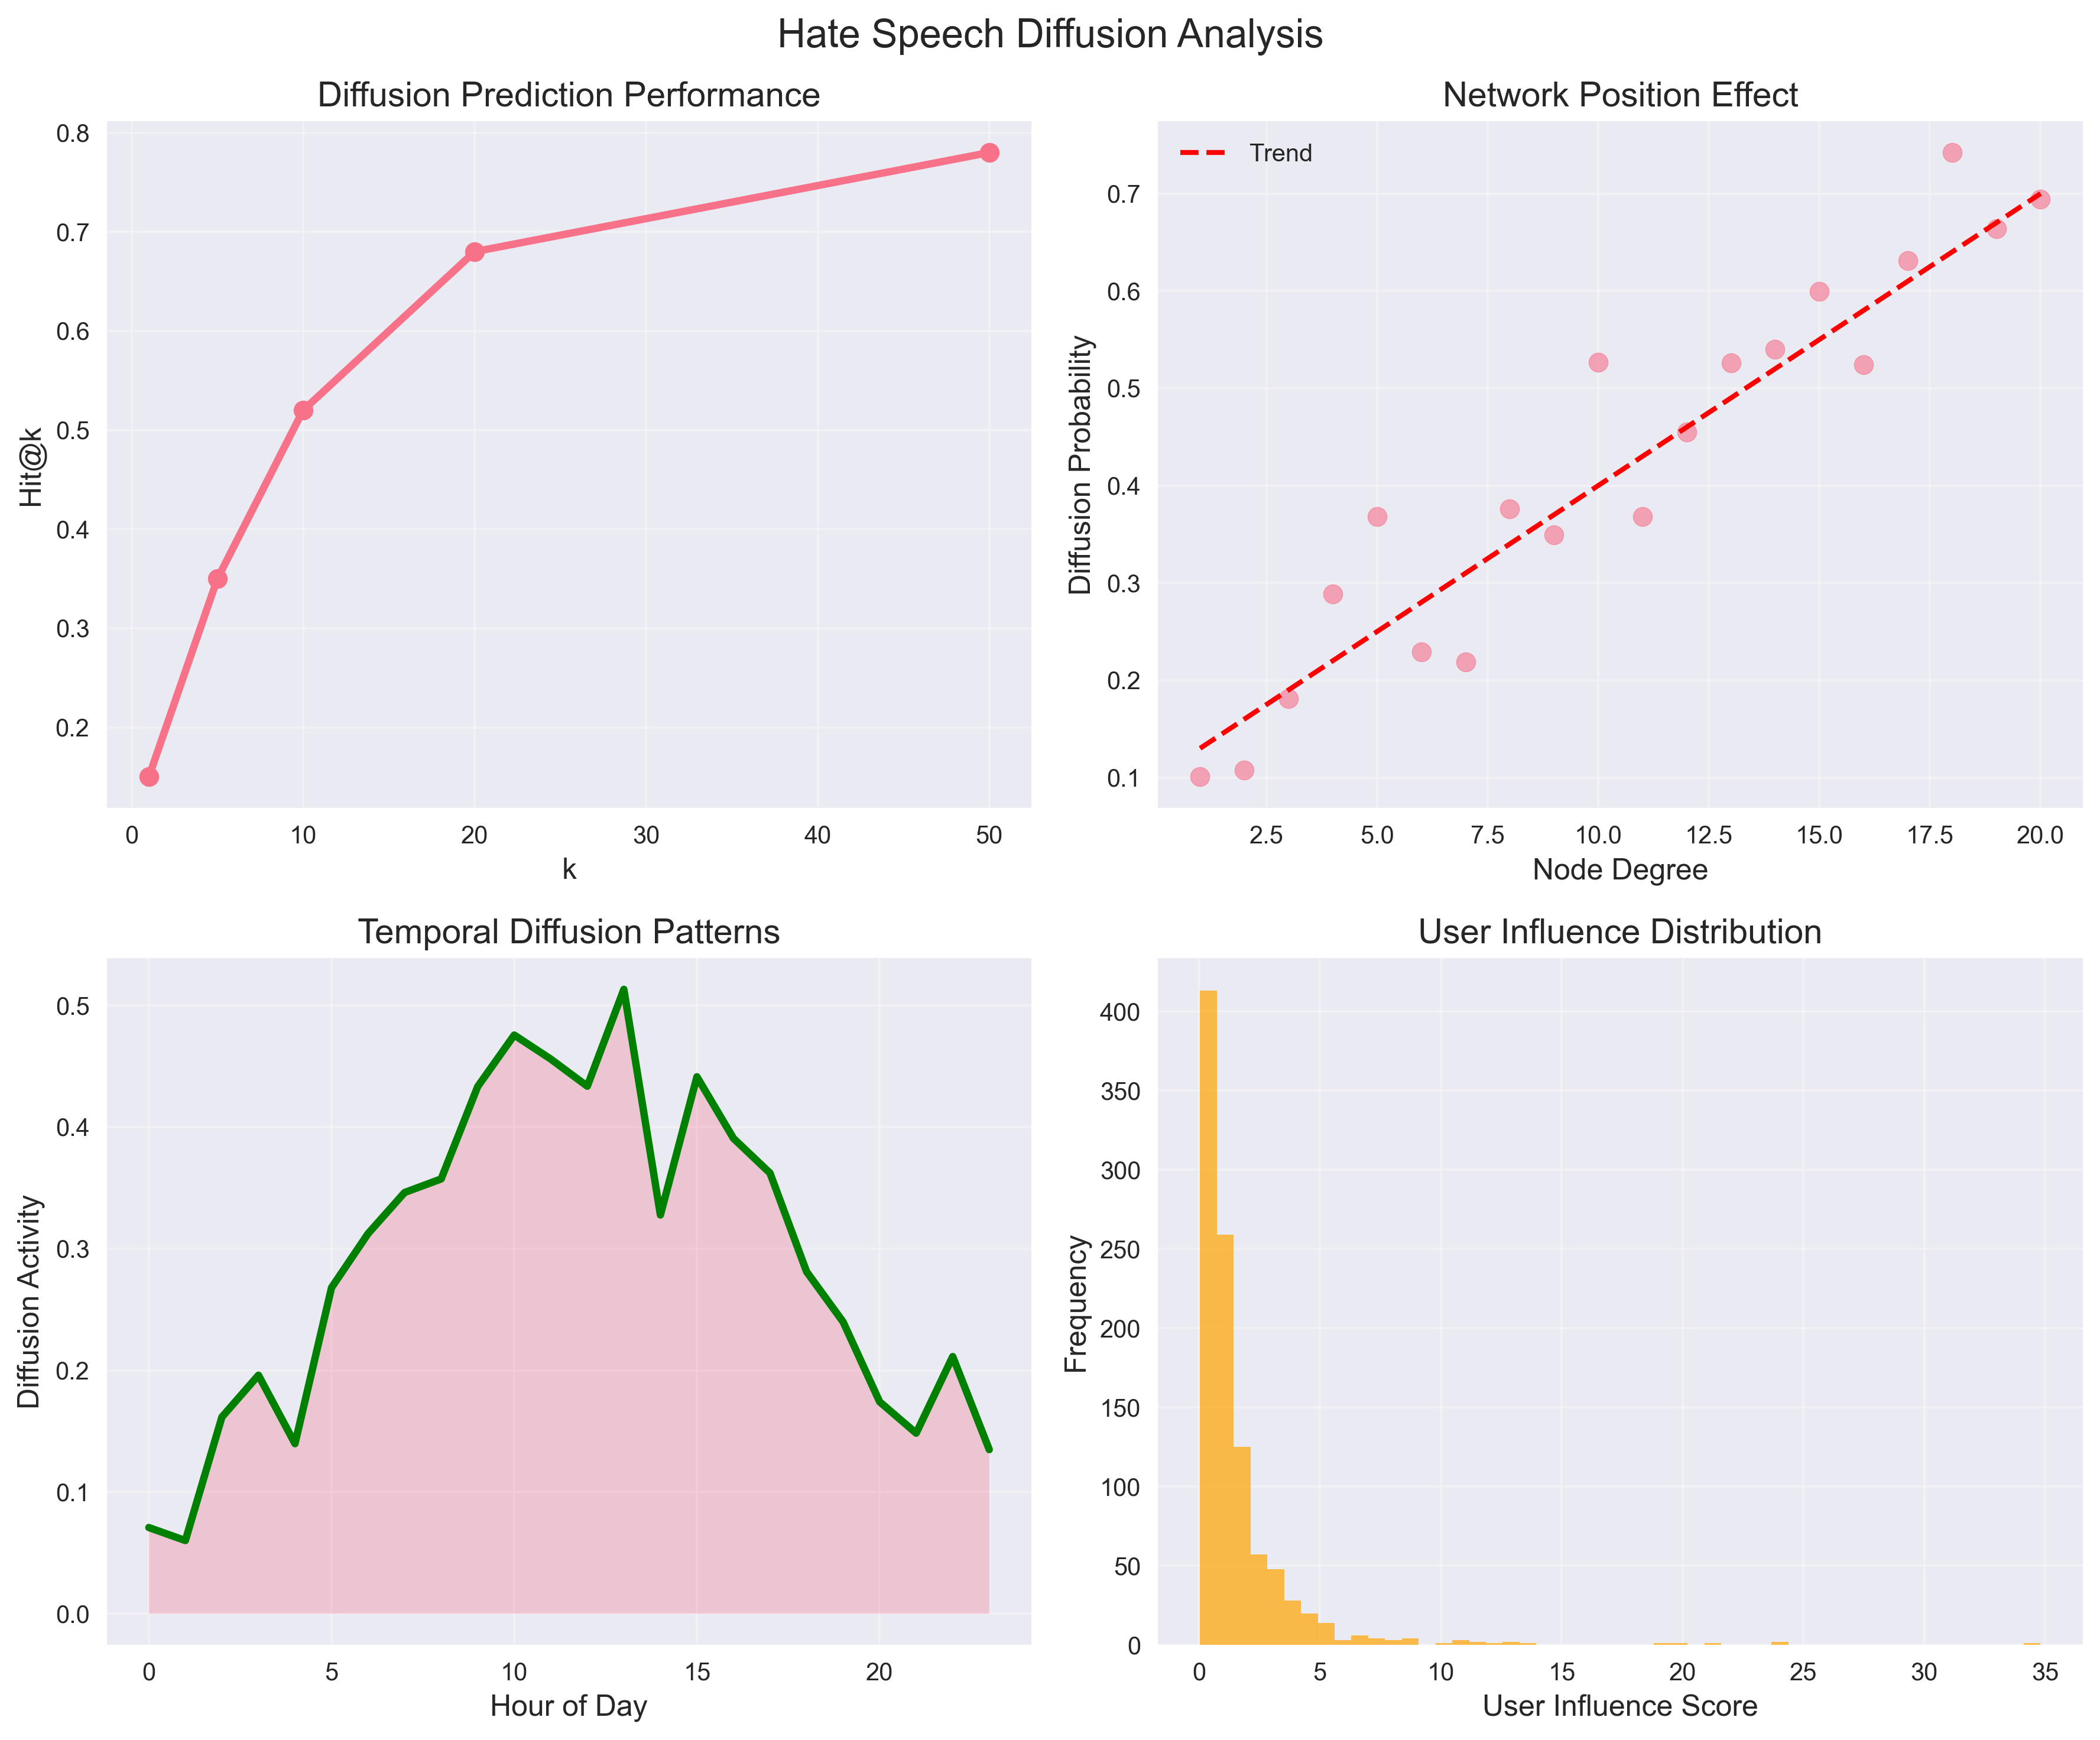 Hate Speech Diffusion Analysis
Diffusion Prediction Performance
0.8
0.7
0.6
0.5
0.4
0.3
0.2
Hit@k
0 10 20 30 40 50
k
Network Position Effect
Trend
0.7
0.6
0.5
0.4
0.3
0.2
0.1
Diffusion Probability
2.5 5.0 7.5 10.0 12.5 15.0 17.5 20.0
Node Degree
Temporal Diffusion Patterns
0.5
0.4
0.3
0.2
0.1
0.0
Diffusion Activity
0 5 10 15 20
Hour of Day
User Influence Distribution
400
350
300
250
200
150
100
50
0
Frequency
0 5 10 15 20 25 30 35
User Influence Score